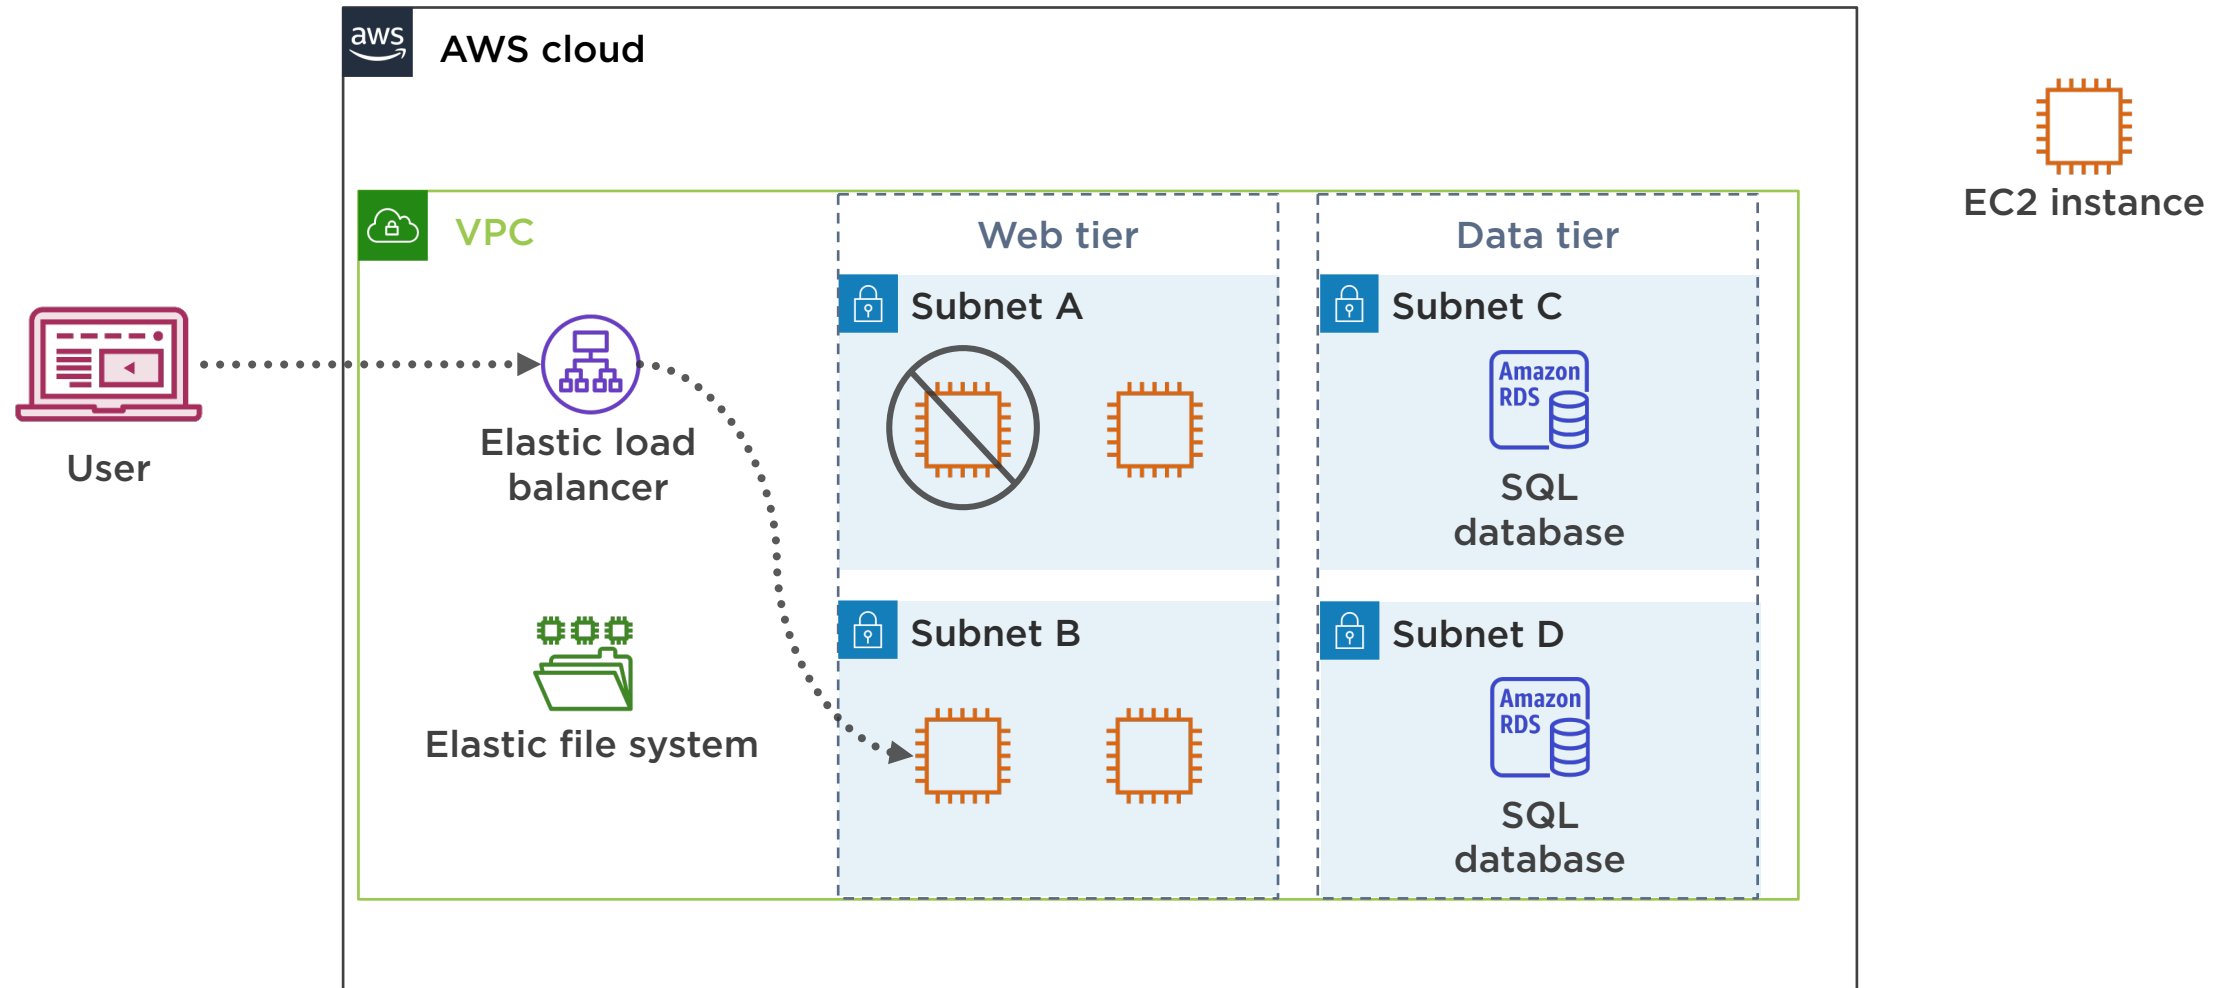 aws
AWS cloud
EC2 instance
VPC
Web tier
Data tier
Subnet A
Subnet C
Amazon
RDS
User
Elastic load
balancer
SQL
database
Subnet B
Subnet D
Amazon
RDS
Elastic file system
SQL
database